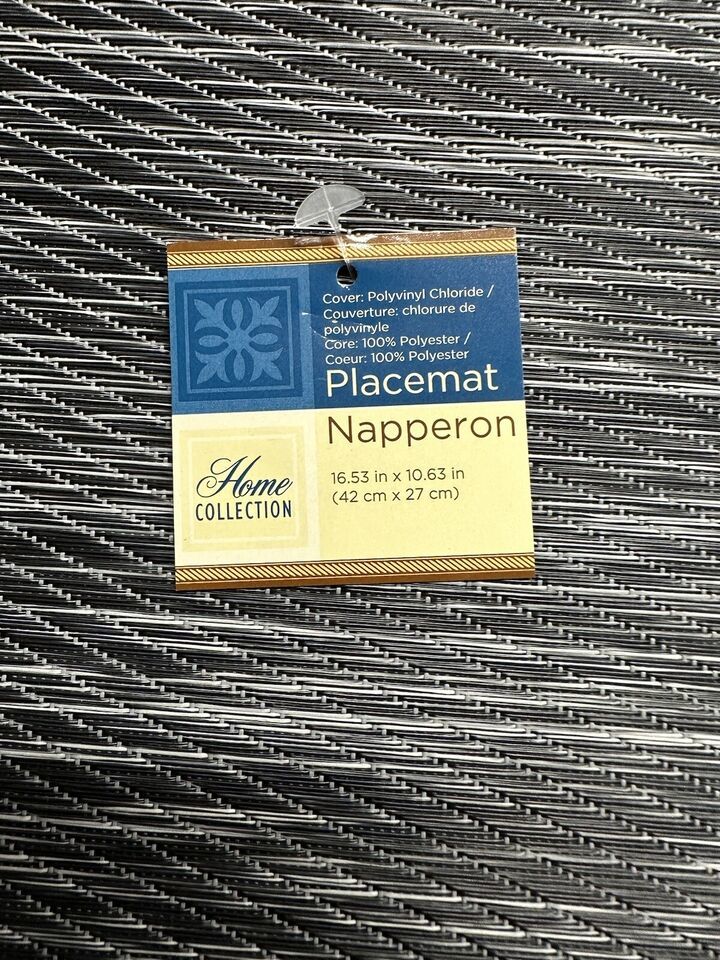 Cover: Polyvinyl Chloride /
Couverture: chlorure de
polyvinyle
Core: 100% Polyester /
Coeur: 100% Polyester
Placemat
Napperon
Home
COLLECTION
16.53 in x 10.63 in
(42 cm x 27 cm)